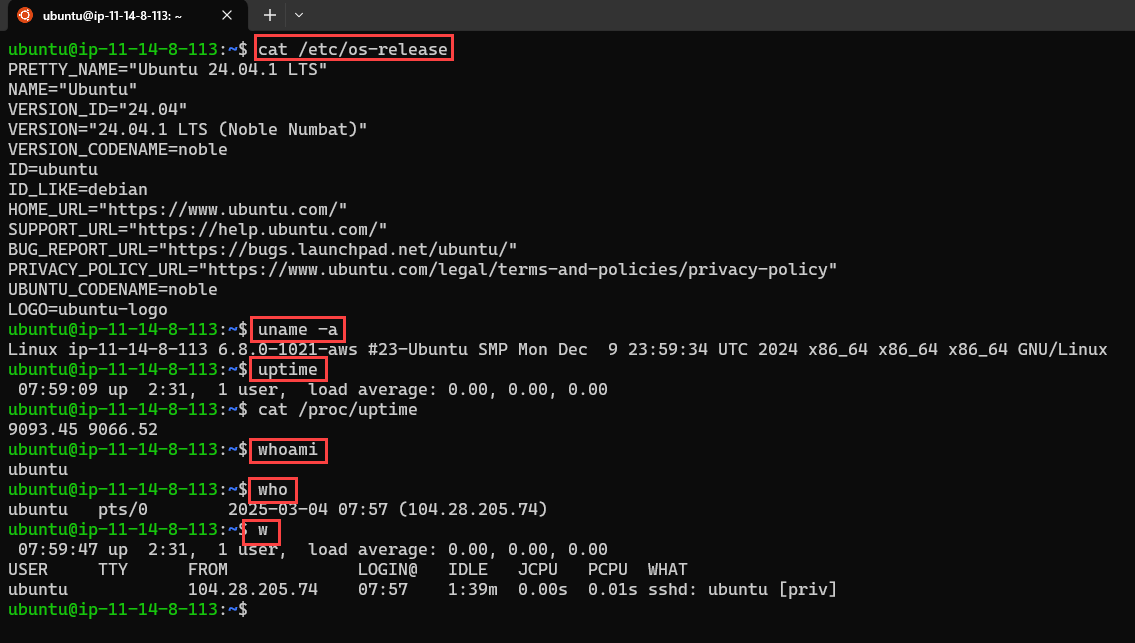 ubuntu@ip-11-14-8-113: ~
ubuntu@ip-11-14-8-113:~$ cat /etc/os-release
PRETTY_NAME="Ubuntu 24.04.1 LTS"
NAME="Ubuntu"
VERSION_ID="24.04"
VERSION="24.04.1 LTS (Noble Numbat)"
VERSION_CODENAME=noble
ID=ubuntu
ID_LIKE=debian
HOME_URL="https://www.ubuntu.com/"
SUPPORT_URL="https://help.ubuntu.com/"
BUG_REPORT_URL="https://bugs.launchpad.net/ubuntu/"
PRIVACY_POLICY_URL="https://www.ubuntu.com/legal/terms-and-policies/privacy-policy"
UBUNTU_CODENAME=noble
LOGO=ubuntu-logo
ubuntu@ip-11-14-8-113:~$ uname -a
Linux ip-11-14-8-113 6.8.0-1021-aws #23-Ubuntu SMP Mon Dec  9 23:59:34 UTC 2024 x86_64 x86_64 x86_64 GNU/Linux
ubuntu@ip-11-14-8-113:~$ uptime
 07:59:09 up  2:31,  1 user,  load average: 0.00, 0.00, 0.00
ubuntu@ip-11-14-8-113:~$ cat /proc/uptime
9093.45 9066.52
ubuntu@ip-11-14-8-113:~$ whoami
ubuntu
ubuntu@ip-11-14-8-113:~$ who
ubuntu   pts/0        2025-03-04 07:57 (104.28.205.74)
ubuntu@ip-11-14-8-113:~$ w
 07:59:47 up  2:31,  1 user,  load average: 0.00, 0.00, 0.00
USER     TTY      FROM             LOGIN@   IDLE   JCPU   PCPU  WHAT
ubuntu            104.28.205.74    07:57    1:39m  0.00s  0.01s sshd: ubuntu [priv]
ubuntu@ip-11-14-8-113:~$